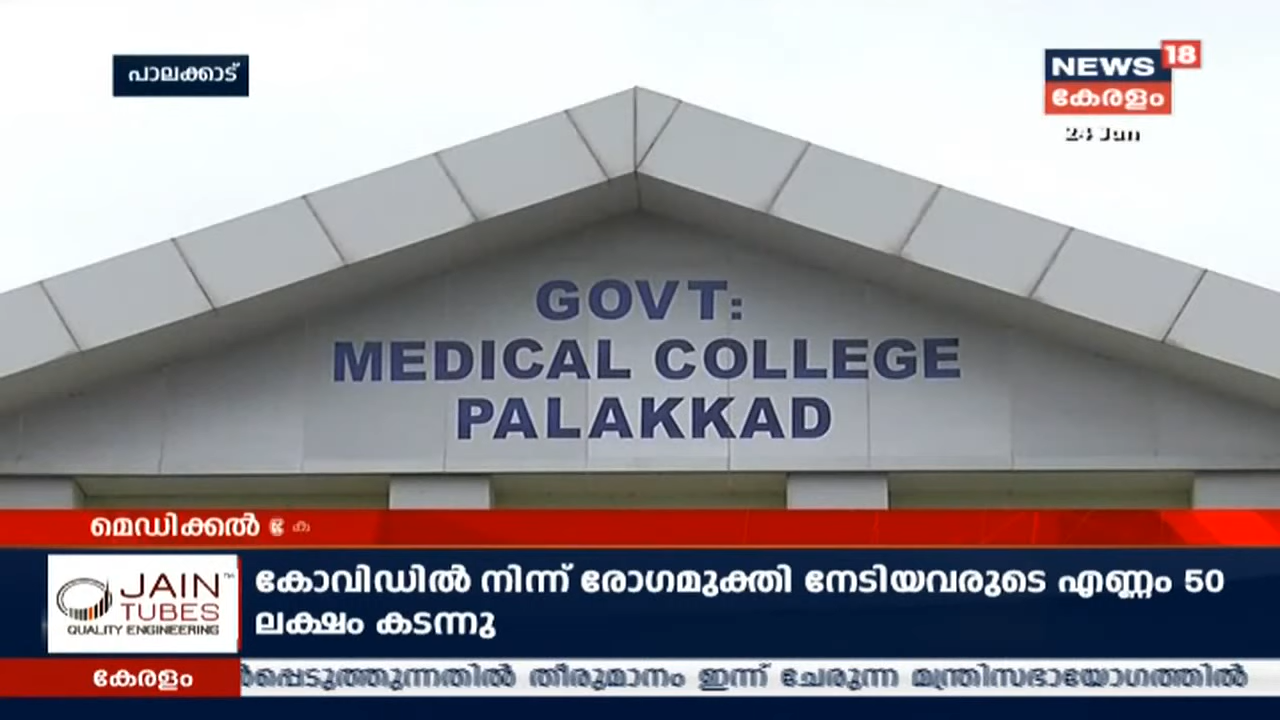 പാലക്കാട്
NEWS 18
കേരളം
24 Jun
GOVT:
MEDICAL COLLEGE
PALAKKAD
മെഡിക്കൽ
JAIN
TUBES
QUALITY ENGINEERING
കോവിഡിൽ നിന്ന് രോഗമുക്തി നേടിയവരുടെ എണ്ണം 50
ലക്ഷം കടന്നു
കേരളം
തീരുമാനം ഇന്ന് ചേരുന്ന മന്ത്രിസഭായോഗത്തിൽ